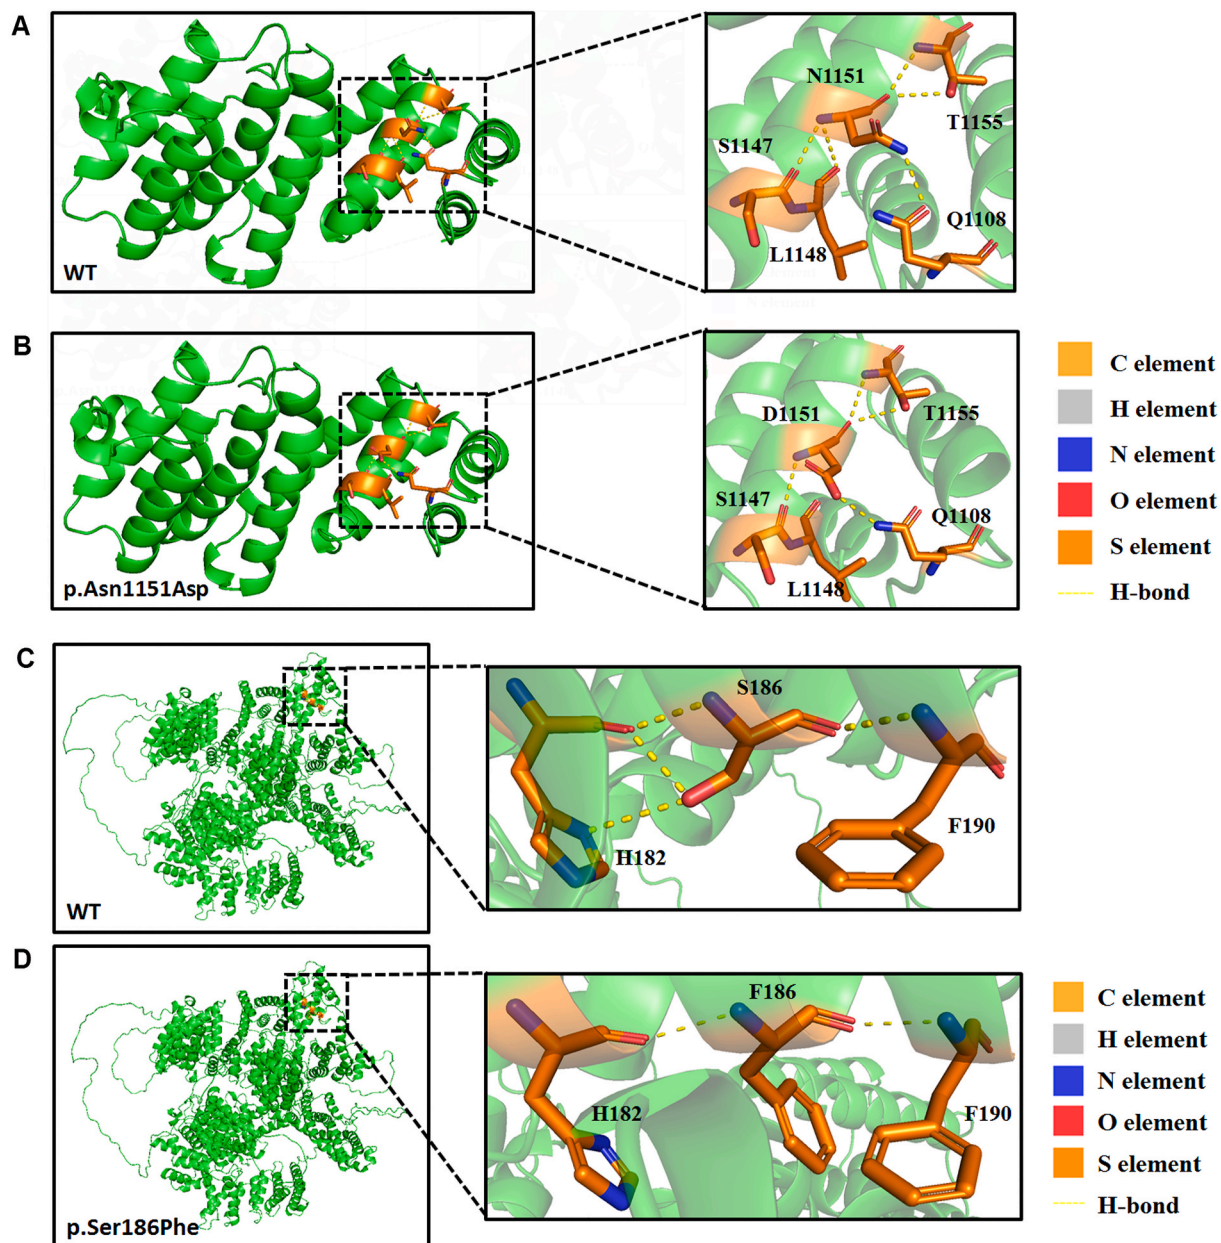 A
N1151
T1155
S1147
Q1108
L1148
WT
B
C element
H element
D1151
T1155
N element
O element
S1147
Q1108
S element
L1148
H-bond
p.Asn1151Asp
C
S186
F190
H182
WT
D
F186
C element
H element
N element
H182
F190
O element
S element
H-bond
p.Ser186Phe